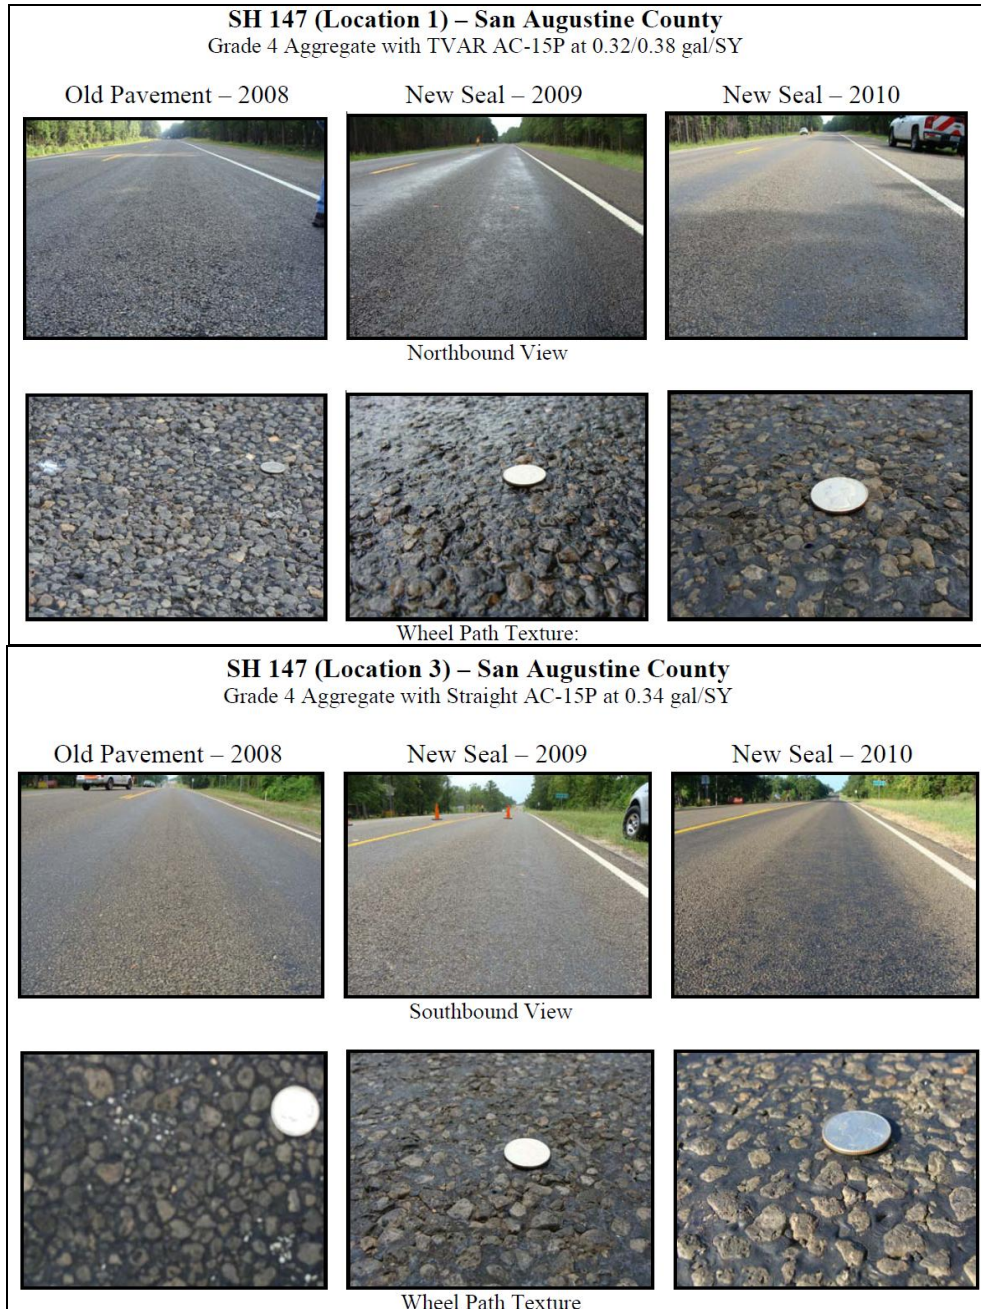 SH 147 (Location 1) – San Augustine County
Grade 4 Aggregate with TVAR AC-15P at 0.32/0.38 gal/SY
Old Pavement – 2008
New Seal – 2009
New Seal – 2010
Northbound View
Wheel Path Texture:
SH 147 (Location 3) – San Augustine County
Grade 4 Aggregate with Straight AC-15P at 0.34 gal/SY
Old Pavement – 2008
New Seal – 2009
New Seal – 2010
Southbound View
Wheel Path Texture